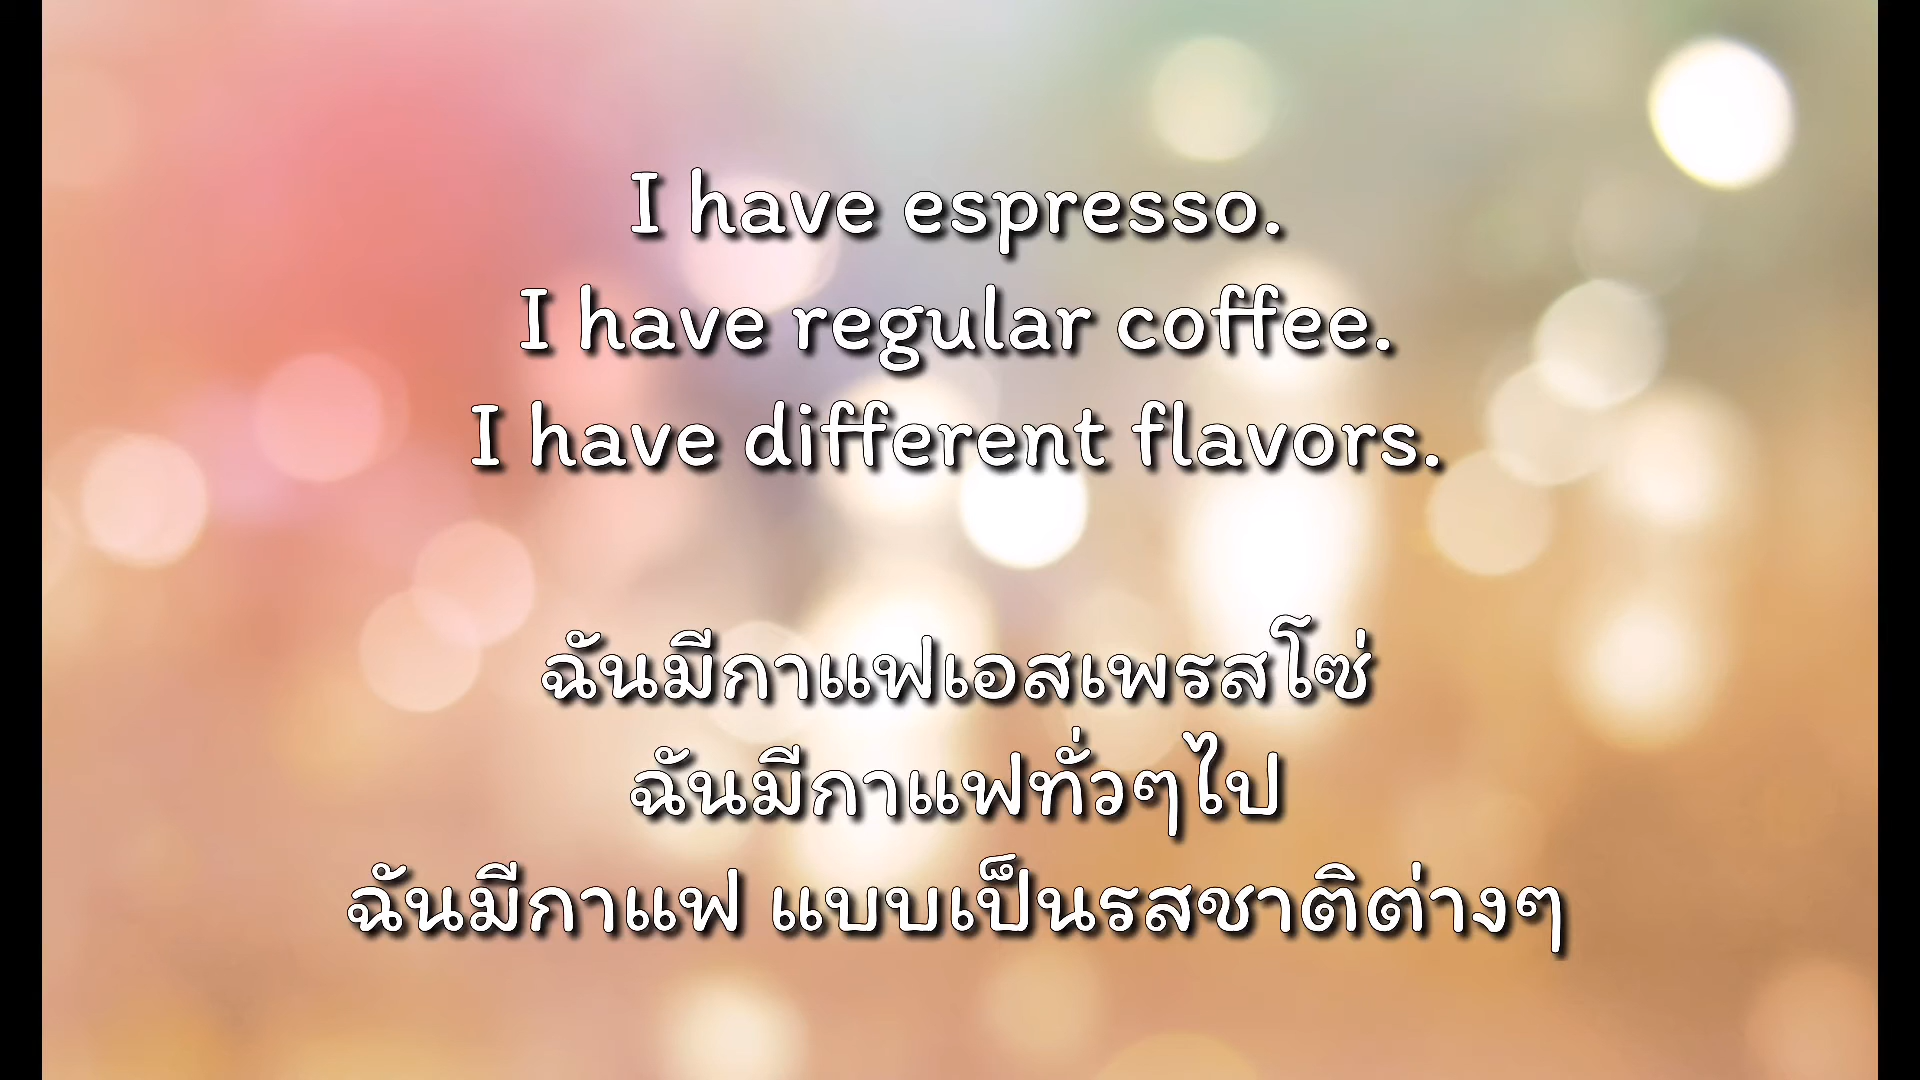 I have espresso.
I have regular coffee.
I have different flavors.
ฉันมีกาแฟเอสเพรสโซ่
ฉันมีกาแฟทั่วๆไป
ฉันมีกาแฟ แบบเป็นรสชาติต่างๆ